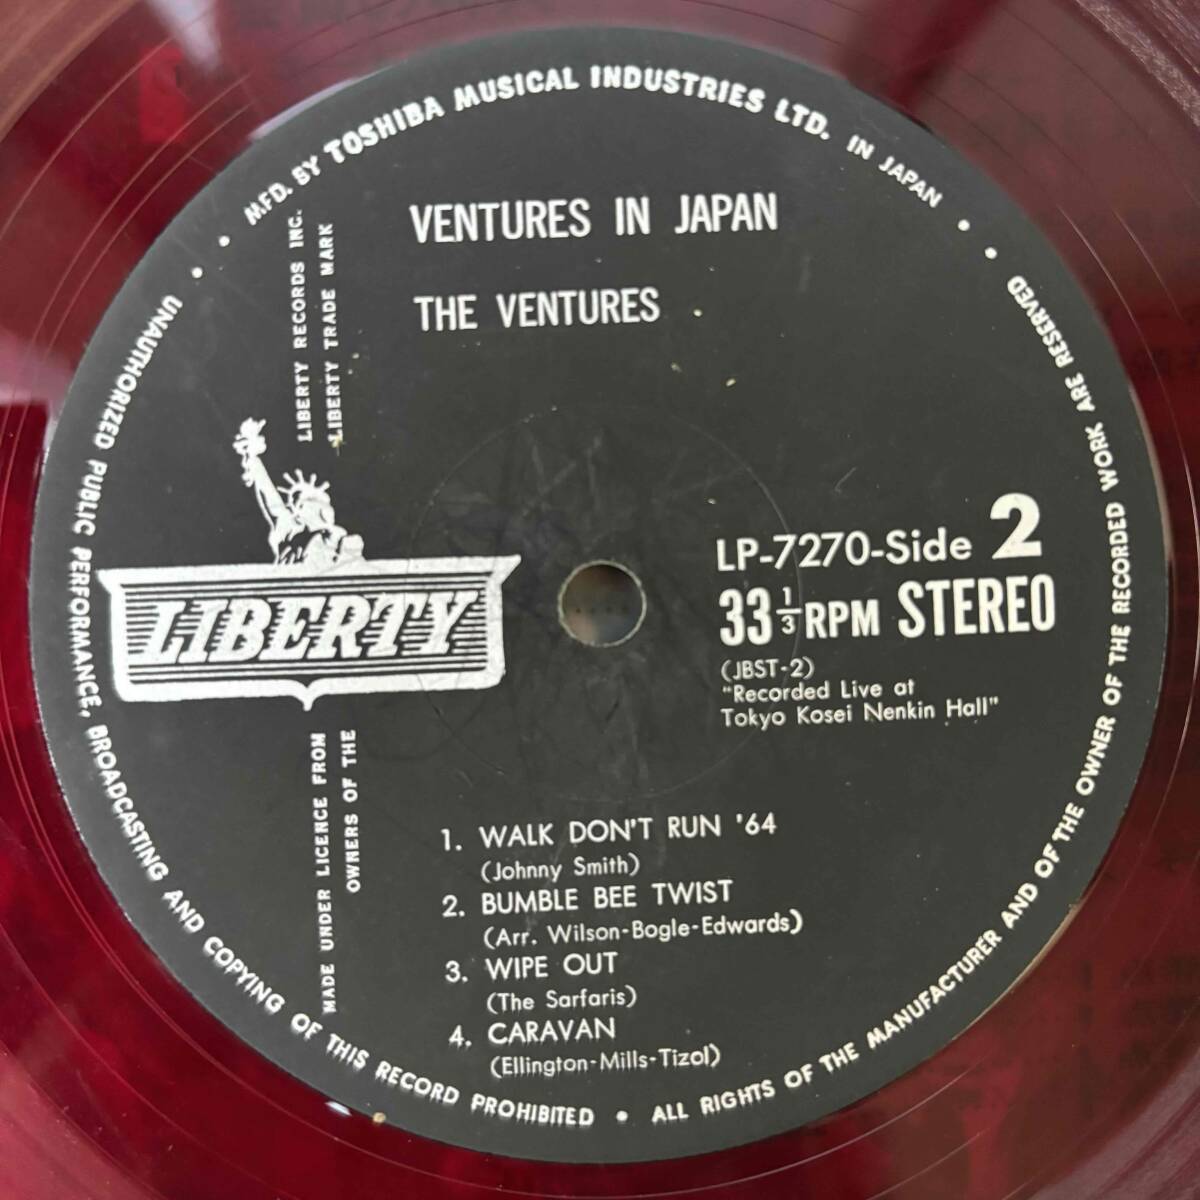 MFD. BY TOSHIBA MUSICAL INDUSTRIES LTD. IN JAPAN
VENTURES IN JAPAN
THE VENTURES
LIBERTY RECORDS INC.
LIBERTY TRADE MARK
LIBERTY
LP-7270-Side 2
33 1/3 RPM STEREO
(JBST-2)
"Recorded Live at
Tokyo Kosei Nenkin Hall"
MADE UNDER LICENCE FROM
OWNERS OF THE
1. WALK DON'T RUN '64
(Johnny Smith)
2. BUMBLE BEE TWIST
(Arr. Wilson-Bogle-Edwards)
3. WIPE OUT
(The Sarfaris)
4. CARAVAN
(Ellington-Mills-Tizol)
UNAUTHORIZED PUBLIC PERFORMANCE, BROADCASTING AND COPYING OF THIS RECORD PROHIBITED • ALL RIGHTS OF THE MANUFACTURER AND OF THE OWNER OF THE RECORDED WORK ARE RESERVED